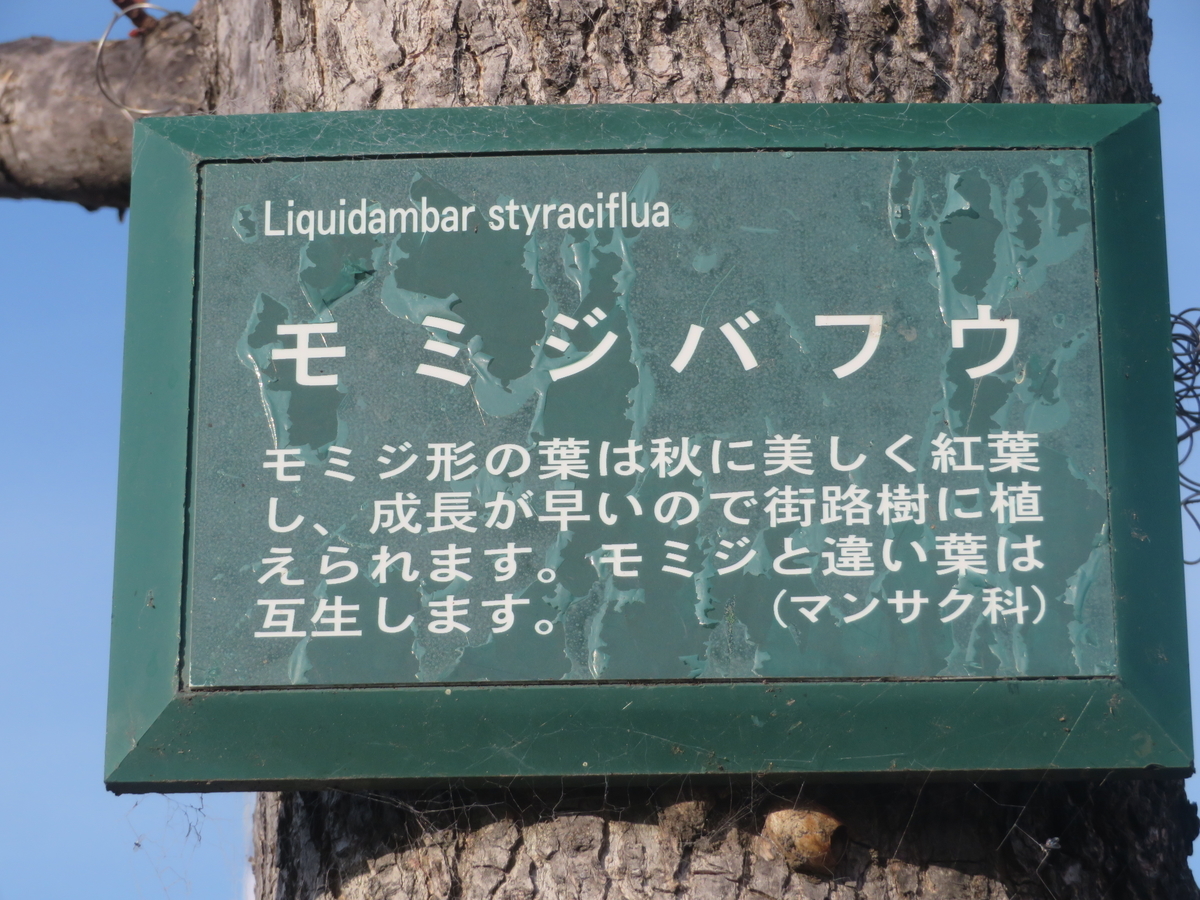 Liquidambar styraciflua
モミジバフウ
モミジ形の葉は秋に美しく紅葉
し、成長が早いので街路樹に植
えられます。モミジと違い葉は
互生します。 (マンサク科)